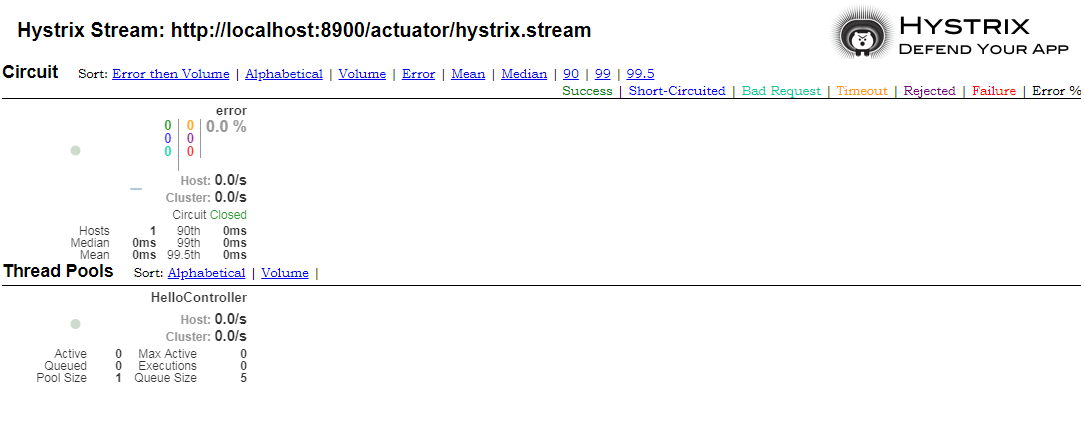 Hystrix Stream: http://localhost:8900/actuator/hystrix.stream
HYSTRIX
DEFEND YOUR APP
Circuit Sort: Error then Volume | Alphabetical | Volume | Error | Mean | Median | 90 | 99 | 99.5
Success | Short-Circuited | Bad Request | Timeout | Rejected | Failure | Error %
error
0 0 0.0 %
0 0
0 0
Host: 0.0/s
Cluster: 0.0/s
Circuit Closed
Hosts 1 90th 0ms
Median 0ms 99th 0ms
Mean 0ms 99.5th 0ms
Thread Pools Sort: Alphabetical | Volume |
HelloController
Host: 0.0/s
Cluster: 0.0/s
Active 0 Max Active 0
Queued 0 Executions 0
Pool Size 1 Queue Size 5